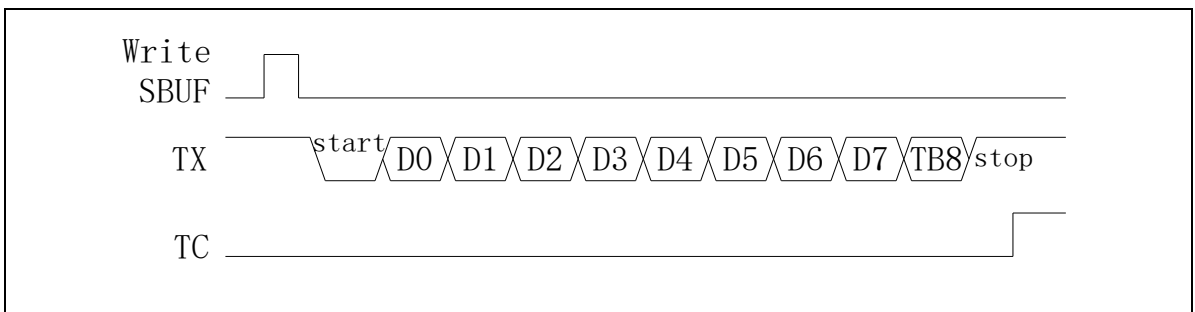 Write
SBUF
TX start D0 D1 D2 D3 D4 D5 D6 D7 TB8 stop
TC